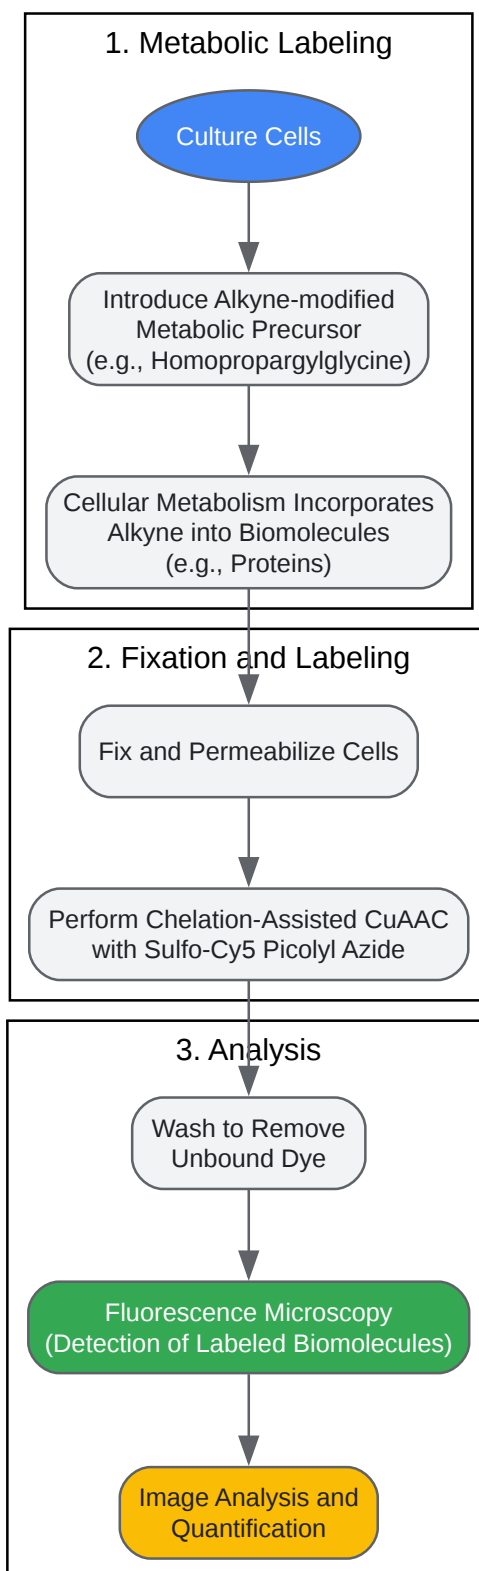 1. Metabolic Labeling
Culture Cells
Introduce Alkyne-modified
Metabolic Precursor
(e.g., Homopropargylglycine)
Cellular Metabolism Incorporates
Alkyne into Biomolecules
(e.g., Proteins)
2. Fixation and Labeling
Fix and Permeabilize Cells
Perform Chelation-Assisted CuAAC
with Sulfo-Cy5 Picolyl Azide
3. Analysis
Wash to Remove
Unbound Dye
Fluorescence Microscopy
(Detection of Labeled Biomolecules)
Image Analysis and
Quantification